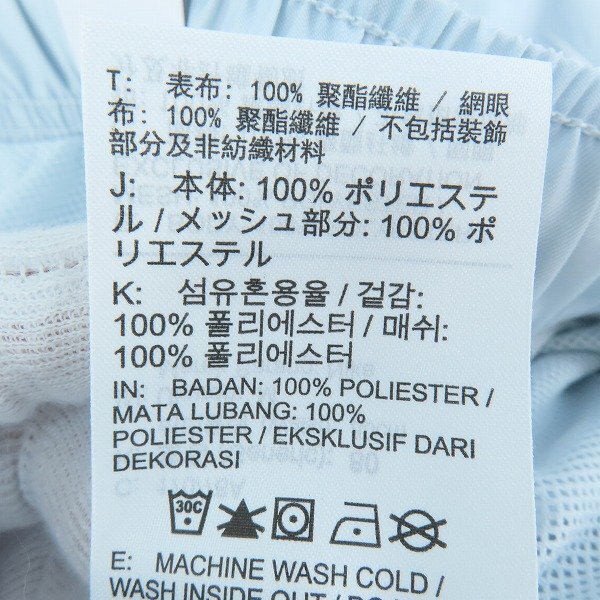 T: 表布: 100% 聚酯纖維 / 網眼
布: 100% 聚酯纖維 / 不包括裝飾
部分及非紡織材料
J: 本体: 100% ポリエステ
ル / メッシュ部分: 100% ポ
リエステル
K: 섬유혼용율 / 겉감:
100% 폴리에스터 / 매쉬:
100% 폴리에스터
IN: BADAN: 100% POLIESTER /
MATA LUBANG: 100%
POLIESTER / EKSKLUSIF DARI
DEKORASI
30C
E: MACHINE WASH COLD /
WASH INSIDE OUT /